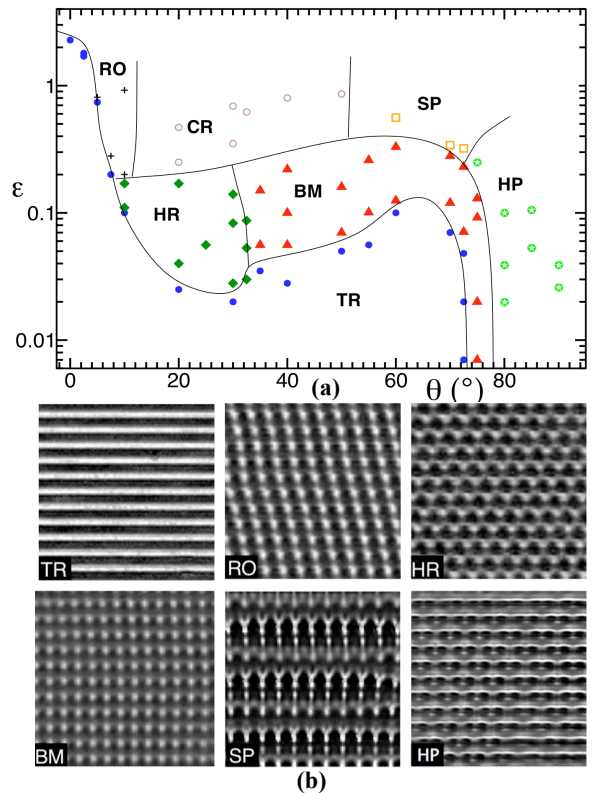 RO
SP
CR
1
ε
HR
BM
HP
0.1
TR
0.01
0 20 40 60 80
(a) θ (°)
TR RO HR
BM SP HP
(b)